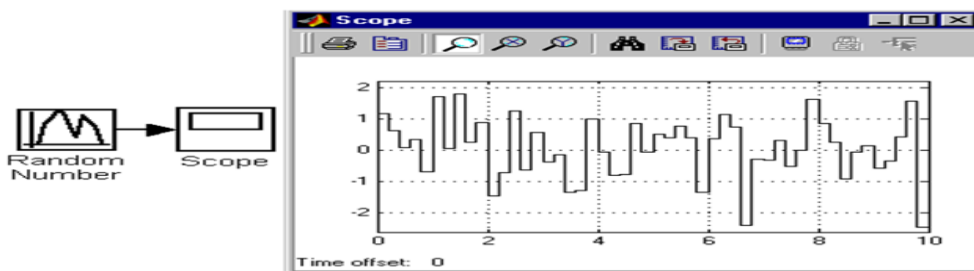 Random
Number
Scope
Scope
2
1
0
-1
-2
0 2 4 6 8 10
Time offset: 0